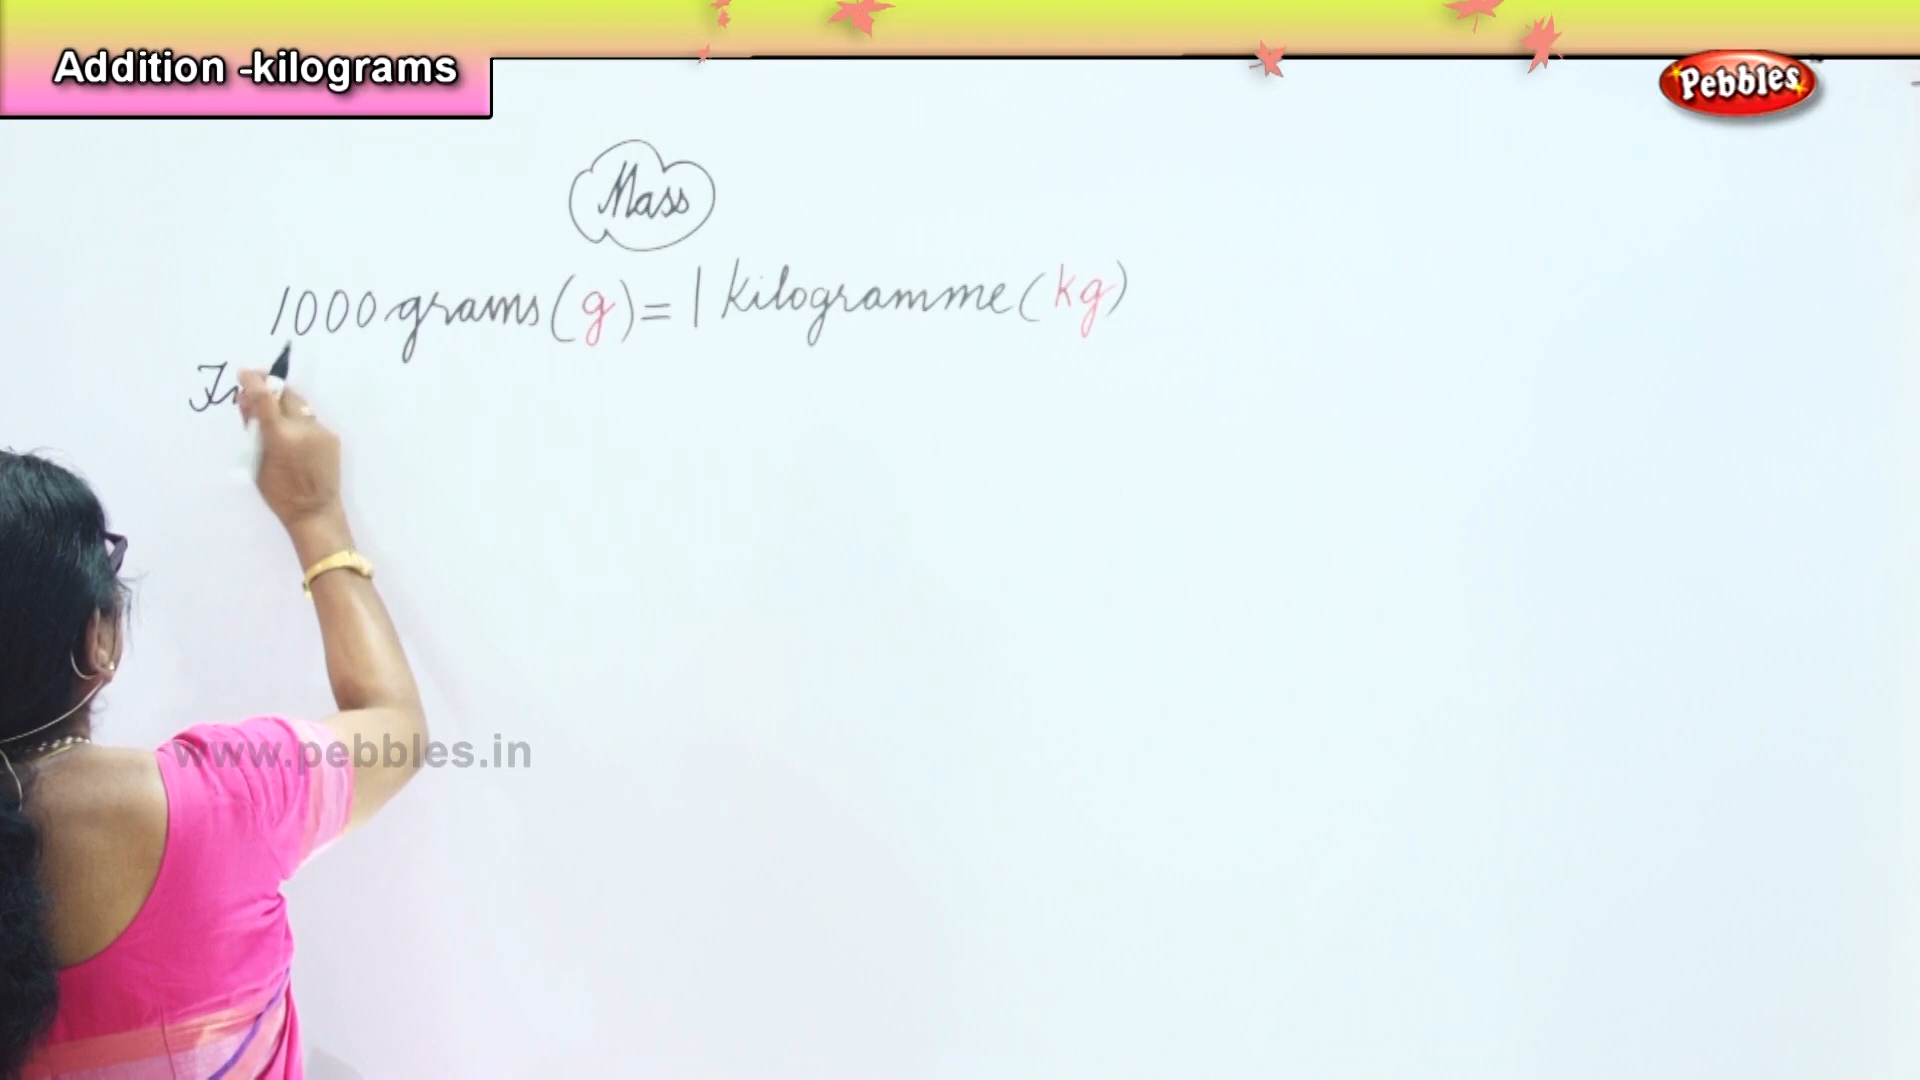 Addition -kilograms
Pebbles
Mass
1000 grams (g) = 1 kilogramme (kg)
www.pebbles.in